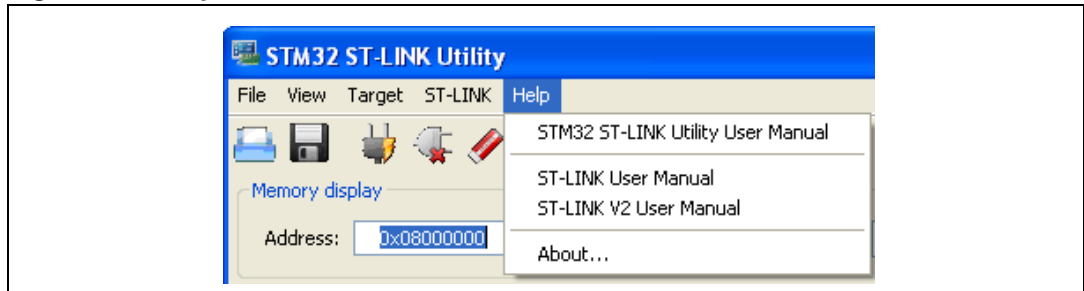 STM32 ST-LINK Utility
File View Target ST-LINK Help
STM32 ST-LINK Utility User Manual
ST-LINK User Manual
ST-LINK V2 User Manual
About...
Memory display
Address: 0x08000000